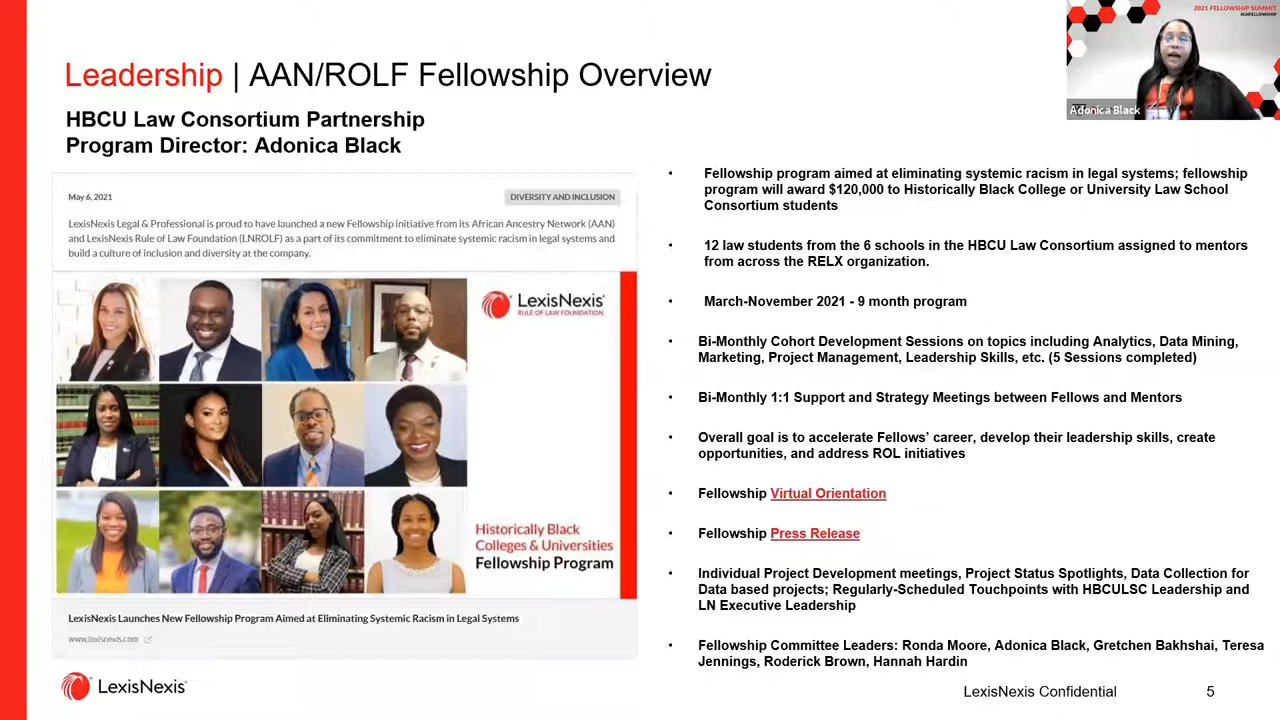 2021 FELLOWSHIP SUMMIT
#LNFELLOWSHIP
Adonica Black
Leadership | AAN/ROLF Fellowship Overview
HBCU Law Consortium Partnership
Program Director: Adonica Black
May 6, 2021
DIVERSITY AND INCLUSION
LexisNexis Legal & Professional is proud to have launched a new Fellowship initiative from its African Ancestry Network (AAN)
and LexisNexis Rule of Law Foundation (LNROLF) as a part of its commitment to eliminate systemic racism in legal systems and
build a culture of inclusion and diversity at the company.
LexisNexis®
RULE OF LAW FOUNDATION
Historically Black
Colleges & Universities
Fellowship Program
LexisNexis Launches New Fellowship Program Aimed at Eliminating Systemic Racism in Legal Systems
www.lexisnexis.com
• Fellowship program aimed at eliminating systemic racism in legal systems; fellowship
program will award $120,000 to Historically Black College or University Law School
Consortium students
• 12 law students from the 6 schools in the HBCU Law Consortium assigned to mentors
from across the RELX organization.
• March-November 2021 - 9 month program
• Bi-Monthly Cohort Development Sessions on topics including Analytics, Data Mining,
Marketing, Project Management, Leadership Skills, etc. (5 Sessions completed)
• Bi-Monthly 1:1 Support and Strategy Meetings between Fellows and Mentors
• Overall goal is to accelerate Fellows’ career, develop their leadership skills, create
opportunities, and address ROL initiatives
• Fellowship Virtual Orientation
• Fellowship Press Release
• Individual Project Development meetings, Project Status Spotlights, Data Collection for
Data based projects; Regularly-Scheduled Touchpoints with HBCULSC Leadership and
LN Executive Leadership
• Fellowship Committee Leaders: Ronda Moore, Adonica Black, Gretchen Bakhshai, Teresa
Jennings, Roderick Brown, Hannah Hardin
LexisNexis®
LexisNexis Confidential
5